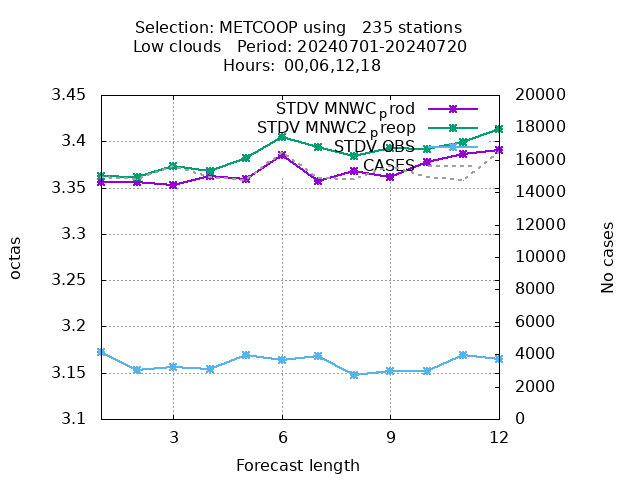 Selection: METCOOP using   235 stations
Low clouds   Period: 20240701-20240720
Hours:  00,06,12,18
STDV MNWC_prod
STDV MNWC2_preop
STDV OBS
CASES
3.45
3.4
3.35
3.3
3.25
3.2
3.15
3.1
octas
20000
18000
16000
14000
12000
10000
8000
6000
4000
2000
0
No cases
3 6 9 12
Forecast length